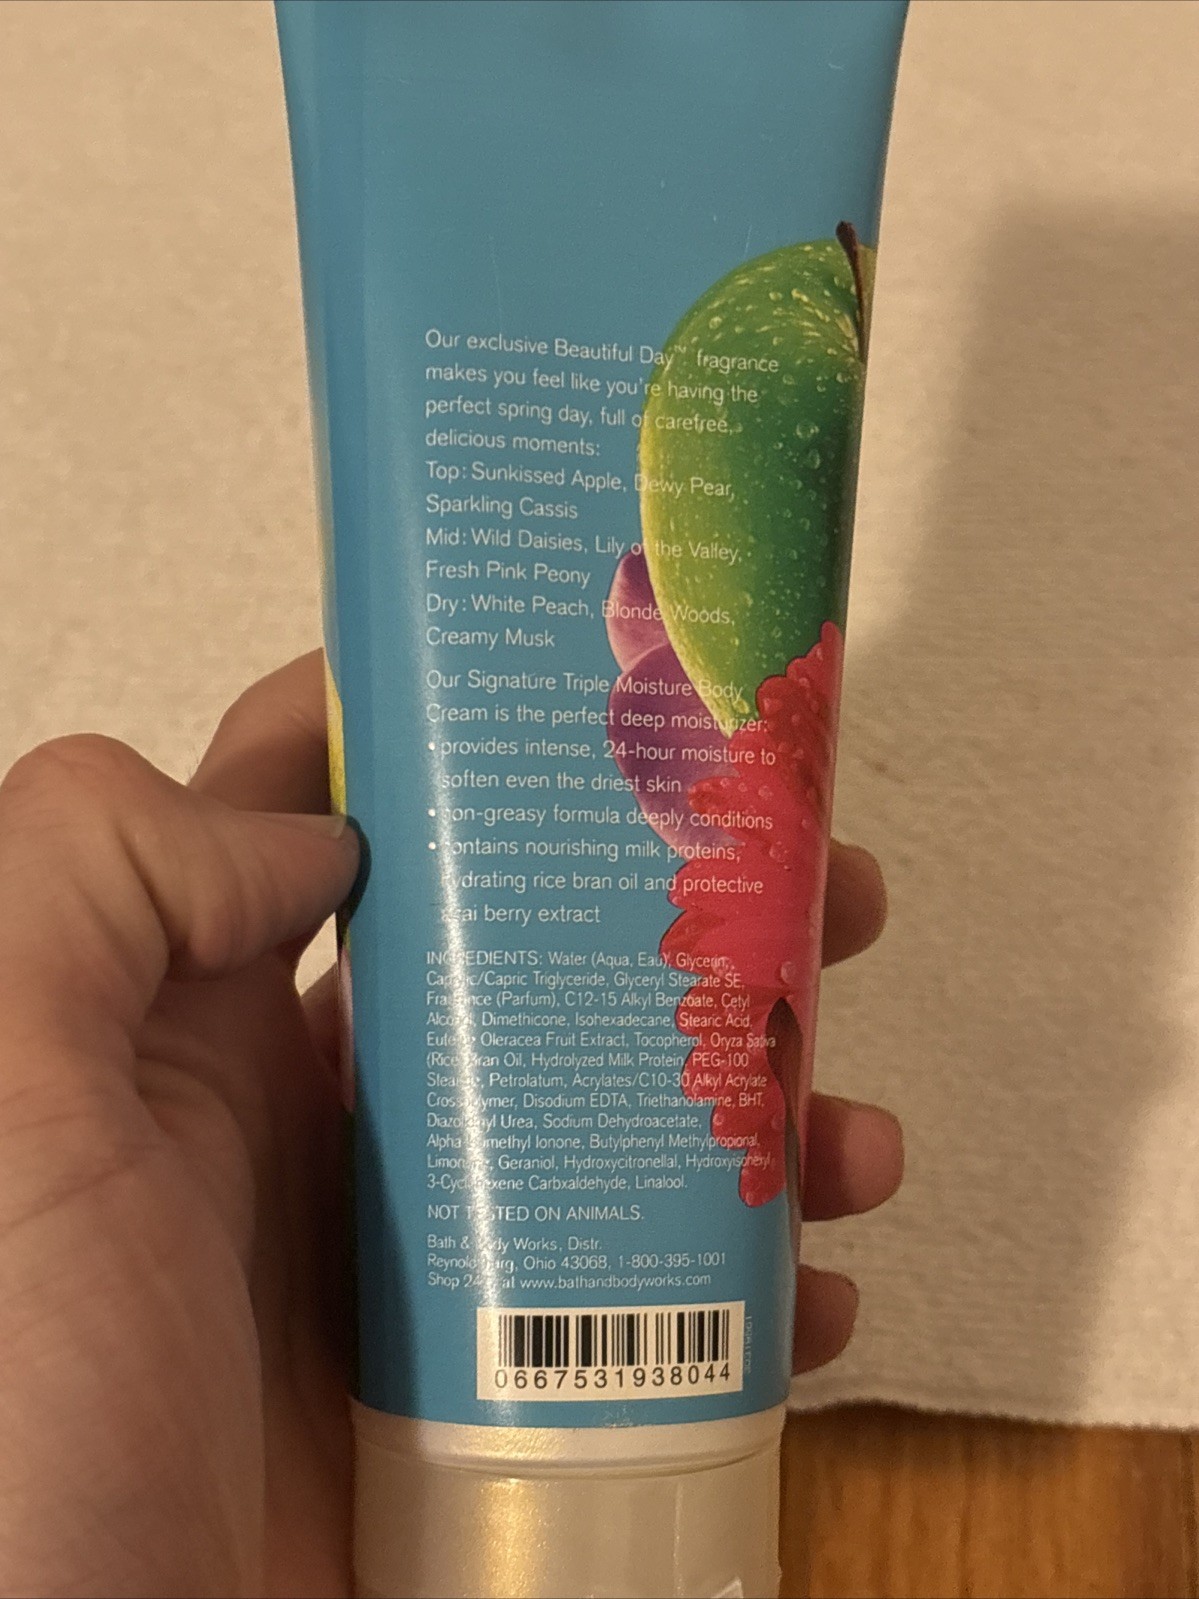 Our exclusive Beautiful Day™ fragrance
makes you feel like you're having the
perfect spring day, full of carefree,
delicious moments:
Top: Sunkissed Apple, Dewy Pear,
Sparkling Cassis
Mid: Wild Daisies, Lily of the Valley,
Fresh Pink Peony
Dry: White Peach, Blonde Woods,
Creamy Musk
Our Signature Triple Moisture Body
Cream is the perfect deep moisturizer:
• provides intense, 24-hour moisture to
soften even the driest skin
• non-greasy formula deeply conditions
• contains nourishing milk proteins,
hydrating rice bran oil and protective
acai berry extract
INGREDIENTS: Water (Aqua, Eau), Glycerin,
Caprylic/Capric Triglyceride, Glyceryl Stearate SE,
Fragrance (Parfum), C12-15 Alkyl Benzoate, Cetyl
Alcohol, Dimethicone, Isohexadecane, Stearic Acid,
Euterpe Oleracea Fruit Extract, Tocopherol, Oryza Sativa
(Rice) Bran Oil, Hydrolyzed Milk Protein, PEG-100
Stearate, Petrolatum, Acrylates/C10-30 Alkyl Acrylate
Crosspolymer, Disodium EDTA, Triethanolamine, BHT,
Diazolidinyl Urea, Sodium Dehydroacetate,
Alpha-Isomethyl Ionone, Butylphenyl Methylpropional,
Limonene, Geraniol, Hydroxycitronellal, Hydroxyisohexyl
3-Cyclohexene Carbxaldehyde, Linalool.
NOT TESTED ON ANIMALS.
Bath & Body Works, Distr.
Reynoldsburg, Ohio 43068, 1-800-395-1001
Shop 24/7 at www.bathandbodyworks.com
0667531938044